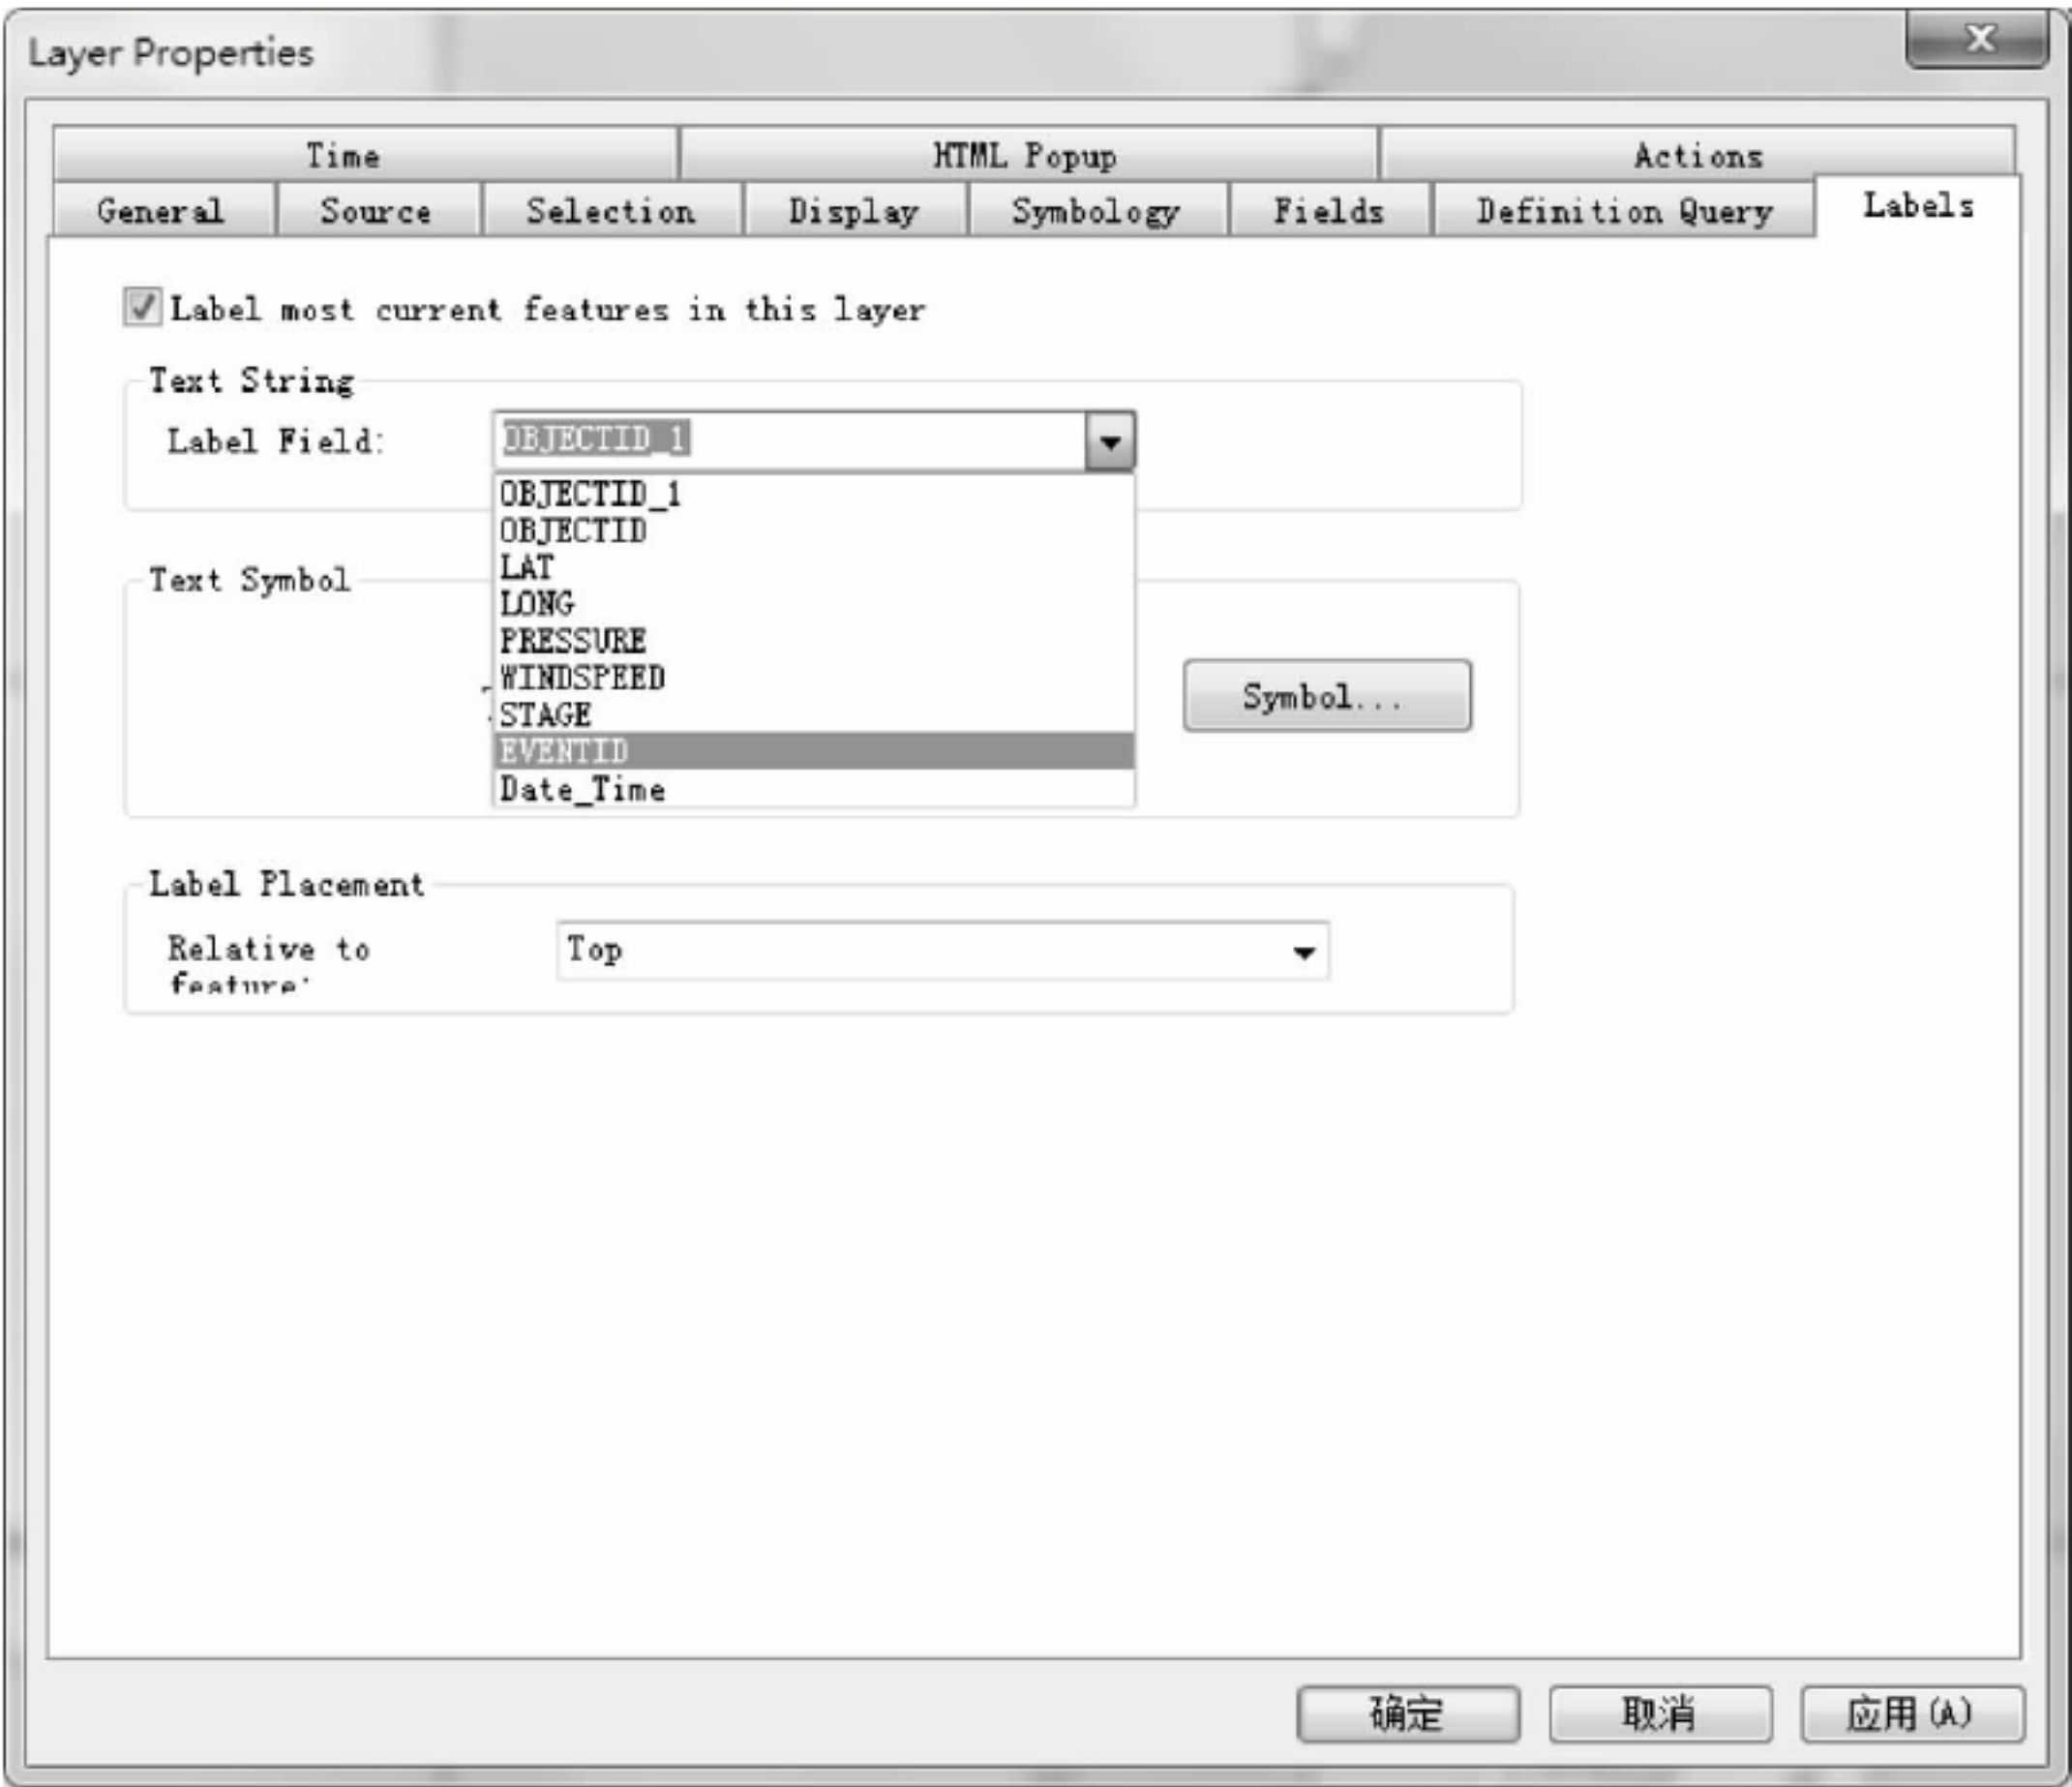 Layer Properties
Time HTML Popup Actions
General Source Selection Display Symbology Fields Definition Query Labels
Label most current features in this layer
Text String
Label Field: OBJECTID_1
OBJECTID_1
OBJECTID
LAT
LONG
Text Symbol
PRESSURE
WINDSPEED
Symbol...
STAGE
EVENTID
Date_Time
Label Placement
Relative to Top
feature:
确定 取消 应用(A)